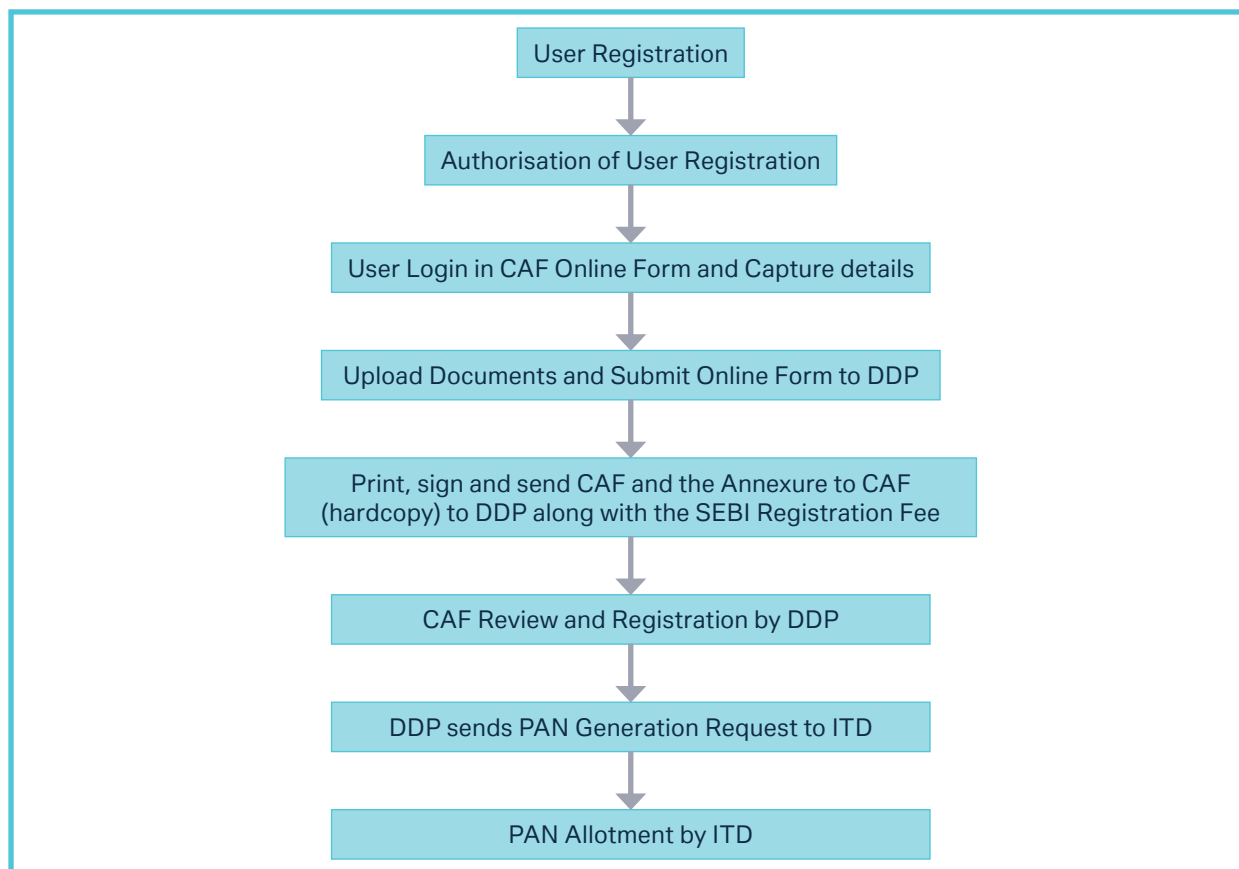 User Registration
Authorisation of User Registration
User Login in CAF Online Form and Capture details
Upload Documents and Submit Online Form to DDP
Print, sign and send CAF and the Annexure to CAF
(hardcopy) to DDP along with the SEBI Registration Fee
CAF Review and Registration by DDP
DDP sends PAN Generation Request to ITD
PAN Allotment by ITD